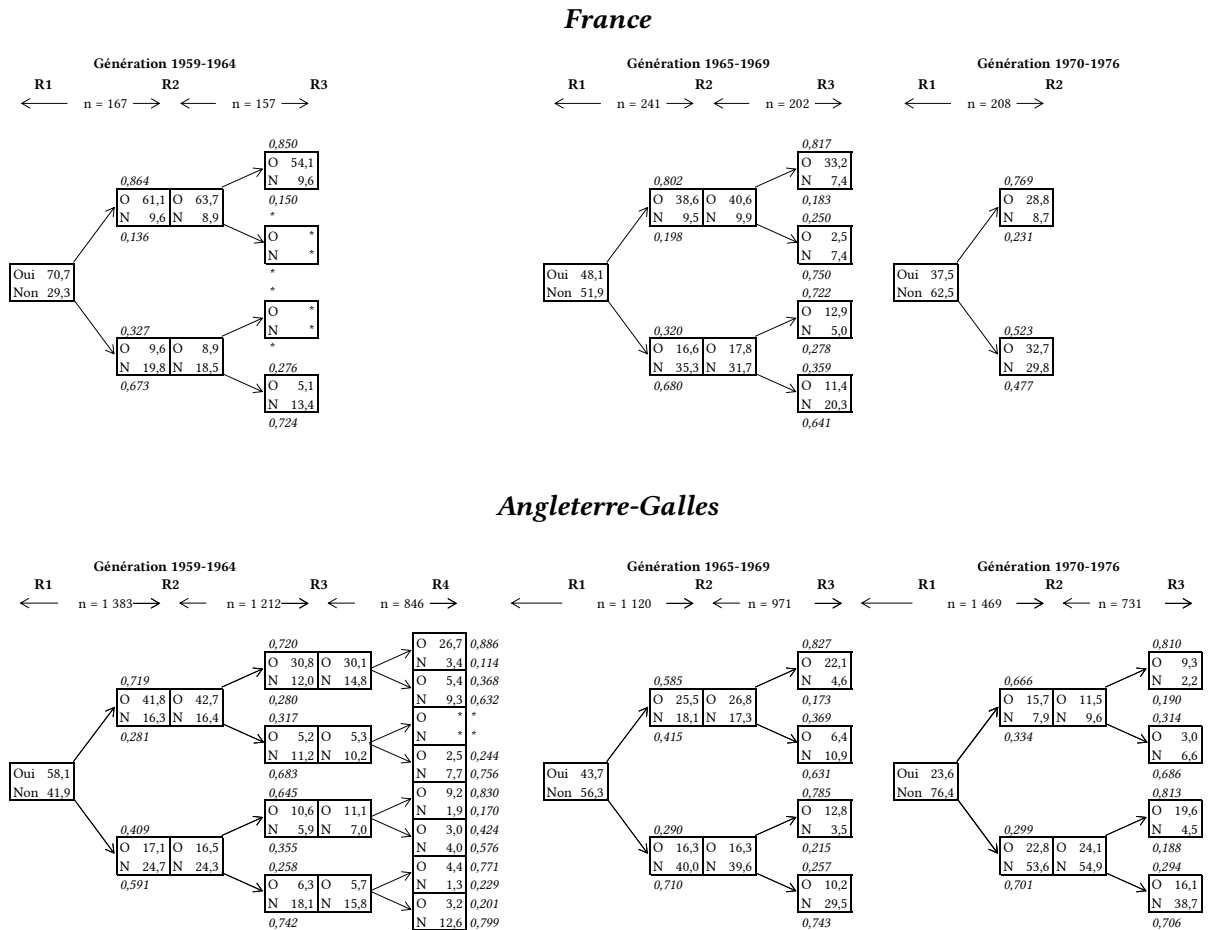 France
Génération 1959-1964
R1 R2 R3
n = 167 n = 157
0,850
O 54,1
N 9,6
0,864
O 61,1 O 63,7
N 9,6 N 8,9
0,150
*
0,136
O *
N *
*
*
Oui 70,7
Non 29,3
O *
N *
*
0,327
O 9,6 O 8,9
N 19,8 N 18,5
0,276
0,673
O 5,1
N 13,4
0,724
Génération 1965-1969
R1 R2 R3
n = 241 n = 202
0,817
O 33,2
N 7,4
0,802
O 38,6 O 40,6
N 9,5 N 9,9
0,183
0,250
0,198
O 2,5
N 7,4
0,750
0,722
Oui 48,1
Non 51,9
O 12,9
N 5,0
0,278
0,320
O 16,6 O 17,8
N 35,3 N 31,7
0,359
0,680
O 11,4
N 20,3
0,641
Génération 1970-1976
R1 R2
n = 208
0,769
O 28,8
N 8,7
0,231
Oui 37,5
Non 62,5
0,523
O 32,7
N 29,8
0,477
Angleterre-Galles
Génération 1959-1964
R1 R2 R3 R4
n = 1 383 n = 1 212 n = 846
O 26,7 0,886
N 3,4 0,114
O 5,4 0,368
N 9,3 0,632
O * *
N * *
O 2,5 0,244
N 7,7 0,756
O 9,2 0,830
N 1,9 0,170
O 3,0 0,424
N 4,0 0,576
O 4,4 0,771
N 1,3 0,229
O 3,2 0,201
N 12,6 0,799
0,720
O 30,8 O 30,1
N 12,0 N 14,8
0,280
0,317
O 5,2 O 5,3
N 11,2 N 10,2
0,683
0,645
O 10,6 O 11,1
N 5,9 N 7,0
0,355
0,258
O 6,3 O 5,7
N 18,1 N 15,8
0,742
0,719
O 41,8 O 42,7
N 16,3 N 16,4
0,281
Oui 58,1
Non 41,9
0,409
O 17,1 O 16,5
N 24,7 N 24,3
0,591
Génération 1965-1969
R1 R2 R3
n = 1 120 n = 971
0,827
O 22,1
N 4,6
0,585
O 25,5 O 26,8
N 18,1 N 17,3
0,173
0,369
0,415
O 6,4
N 10,9
0,631
0,785
Oui 43,7
Non 56,3
O 12,8
N 3,5
0,215
0,290
O 16,3 O 16,3
N 40,0 N 39,6
0,257
0,710
O 10,2
N 29,5
0,743
Génération 1970-1976
R1 R2 R3
n = 1 469 n = 731
0,810
O 9,3
N 2,2
0,666
O 15,7 O 11,5
N 7,9 N 9,6
0,190
0,314
0,334
O 3,0
N 6,6
0,686
0,813
Oui 23,6
Non 76,4
O 19,6
N 4,5
0,188
0,299
O 22,8 O 24,1
N 53,6 N 54,9
0,294
0,701
O 16,1
N 38,7
0,706